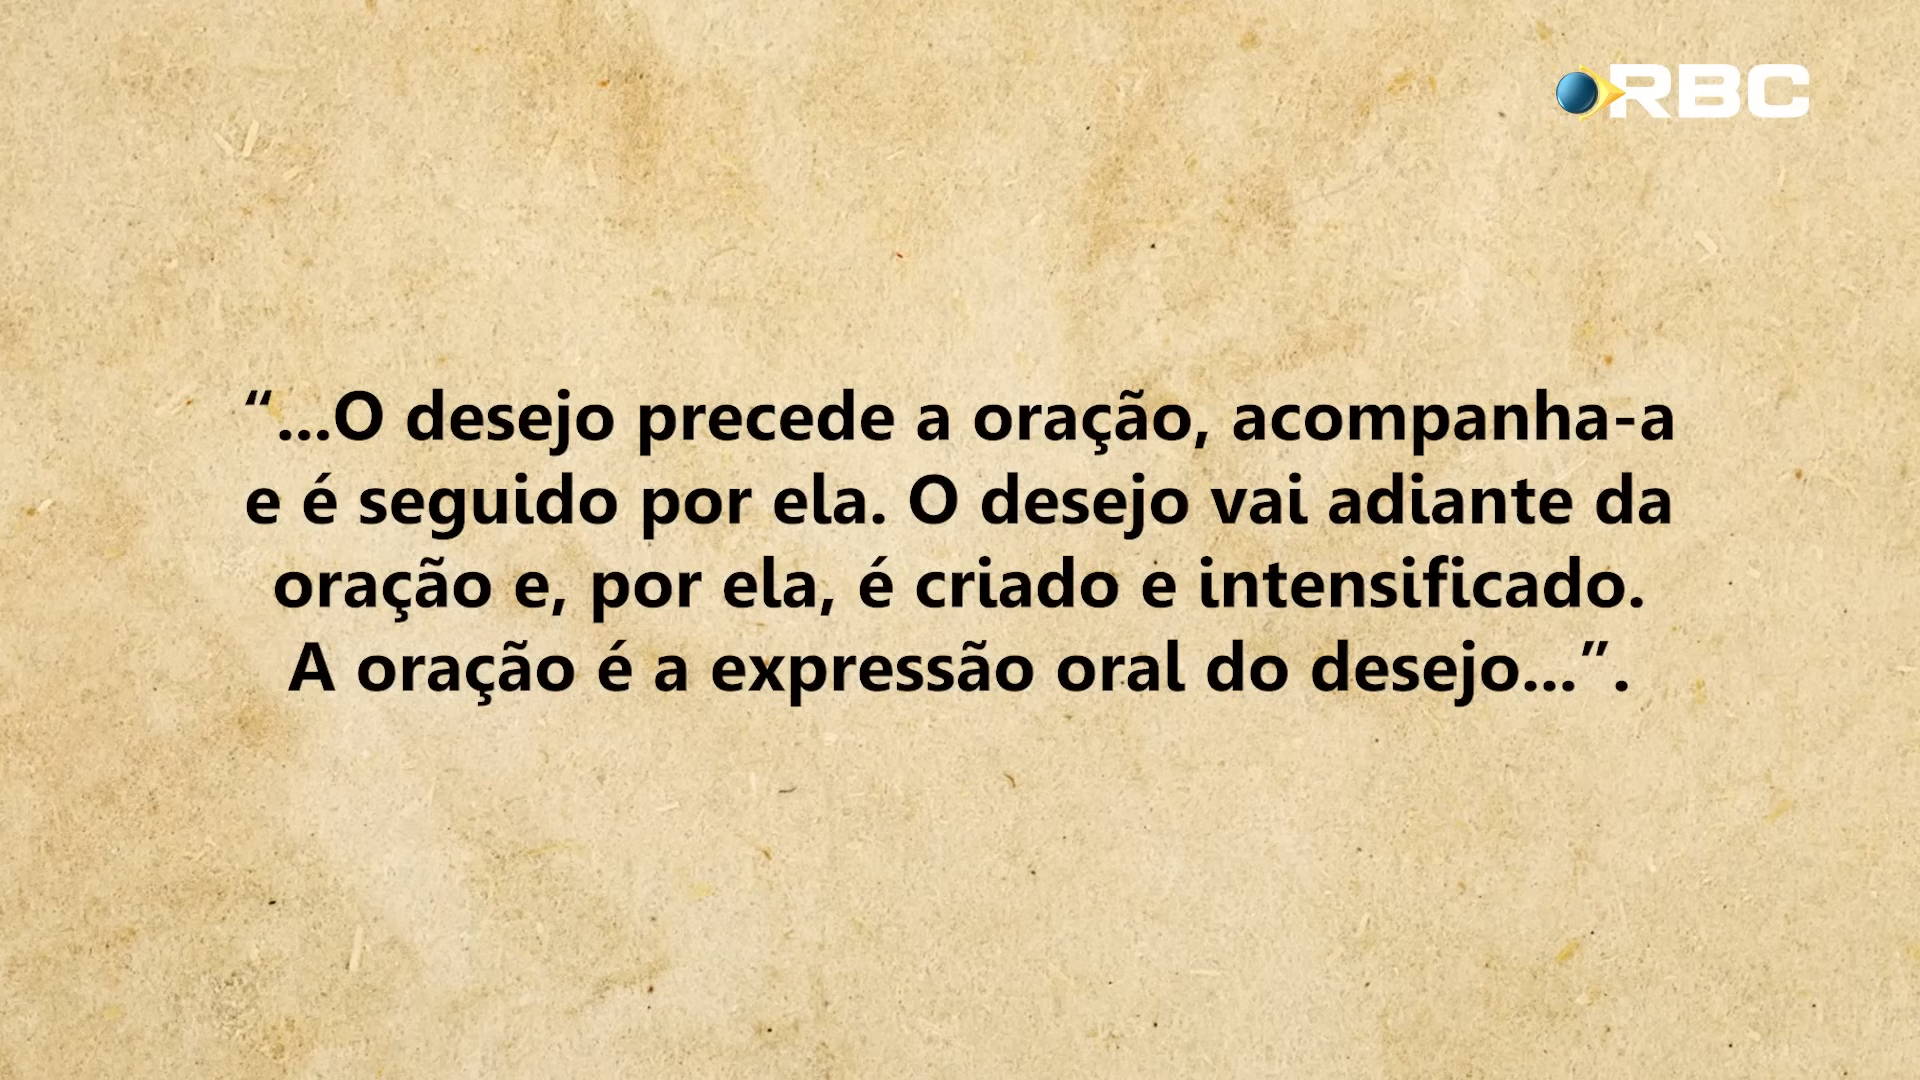 RBC
“...O desejo precede a oração, acompanha-a
e é seguido por ela. O desejo vai adiante da
oração e, por ela, é criado e intensificado.
A oração é a expressão oral do desejo...”.